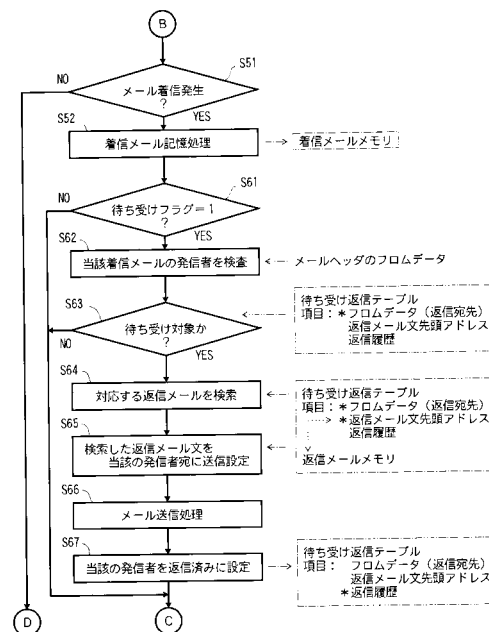 B
S51
NO
メール着信発生
?
YES
S52
着信メール記憶処理
着信メールメモリ
S61
NO
待ち受けフラグ＝1
?
YES
S62
当該着信メールの発信者を検査
メールヘッダのフロムデータ
S63
待ち受け対象か
?
NO
YES
待ち受け返信テーブル
項目：＊フロムデータ（返信宛先）
返信メール文先頭アドレス
返信履歴
S64
対応する返信メールを検索
待ち受け返信テーブル
項目：＊フロムデータ（返信宛先）
＊返信メール文先頭アドレス
返信履歴
返信メールメモリ
S65
検索した返信メール文を
当該の発信者宛に送信設定
S66
メール送信処理
S67
当該の発信者を返信済みに設定
待ち受け返信テーブル
項目：　フロムデータ（返信宛先）
返信メール文先頭アドレス
＊返信履歴
D
C